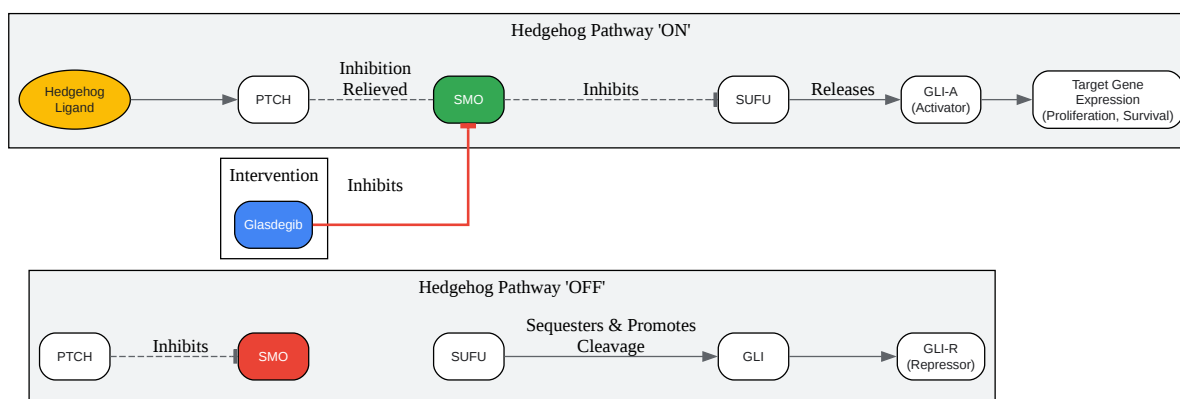 Hedgehog Pathway 'ON'
Hedgehog
Ligand
PTCH
Inhibition
Relieved
SMO
Inhibits
SUFU
Releases
GLI-A
(Activator)
Target Gene
Expression
(Proliferation, Survival)
Intervention
Glasdegib
Inhibits
Hedgehog Pathway 'OFF'
PTCH
Inhibits
SMO
SUFU
Sequesters & Promotes
Cleavage
GLI
GLI-R
(Repressor)